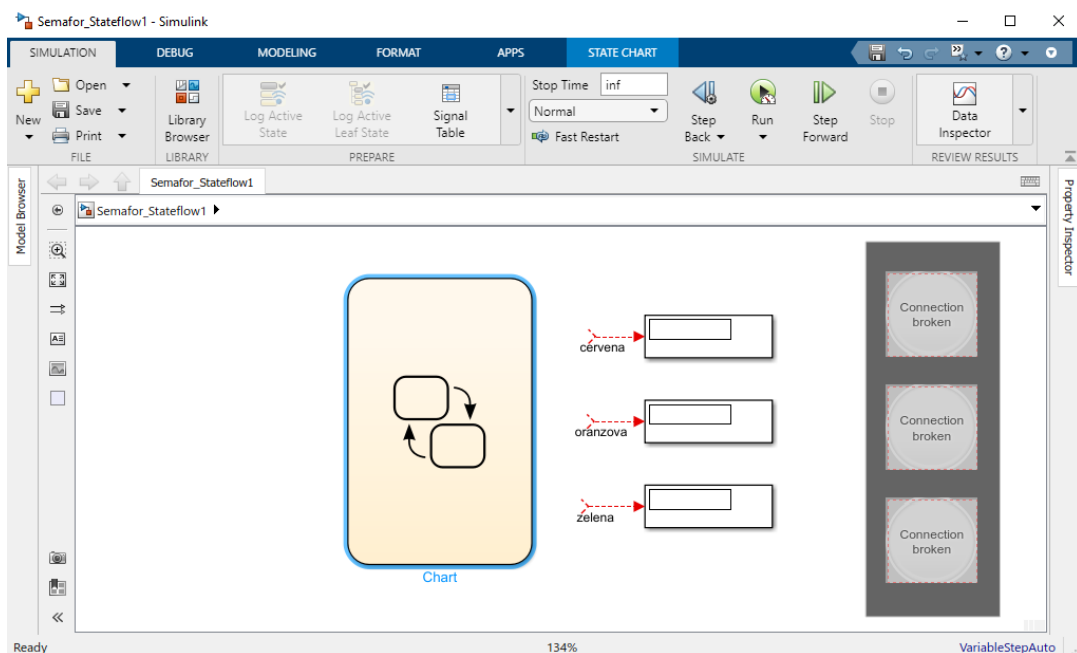 Semafor_Stateflow1 - Simulink
SIMULATION DEBUG MODELING FORMAT APPS STATE CHART
New
Open
Save
Print
FILE
Library
Browser
LIBRARY
Log Active
State
Log Active
Leaf State
Signal
Table
PREPARE
Stop Time inf
Normal
Fast Restart
Step
Back
Run
Step
Forward
Stop
SIMULATE
Data
Inspector
REVIEW RESULTS
Model Browser
Semafor_Stateflow1
Semafor_Stateflow1
Property Inspector
Chart
cervena
oranzova
zelena
Connection
broken
Connection
broken
Connection
broken
Ready 134% VariableStepAuto